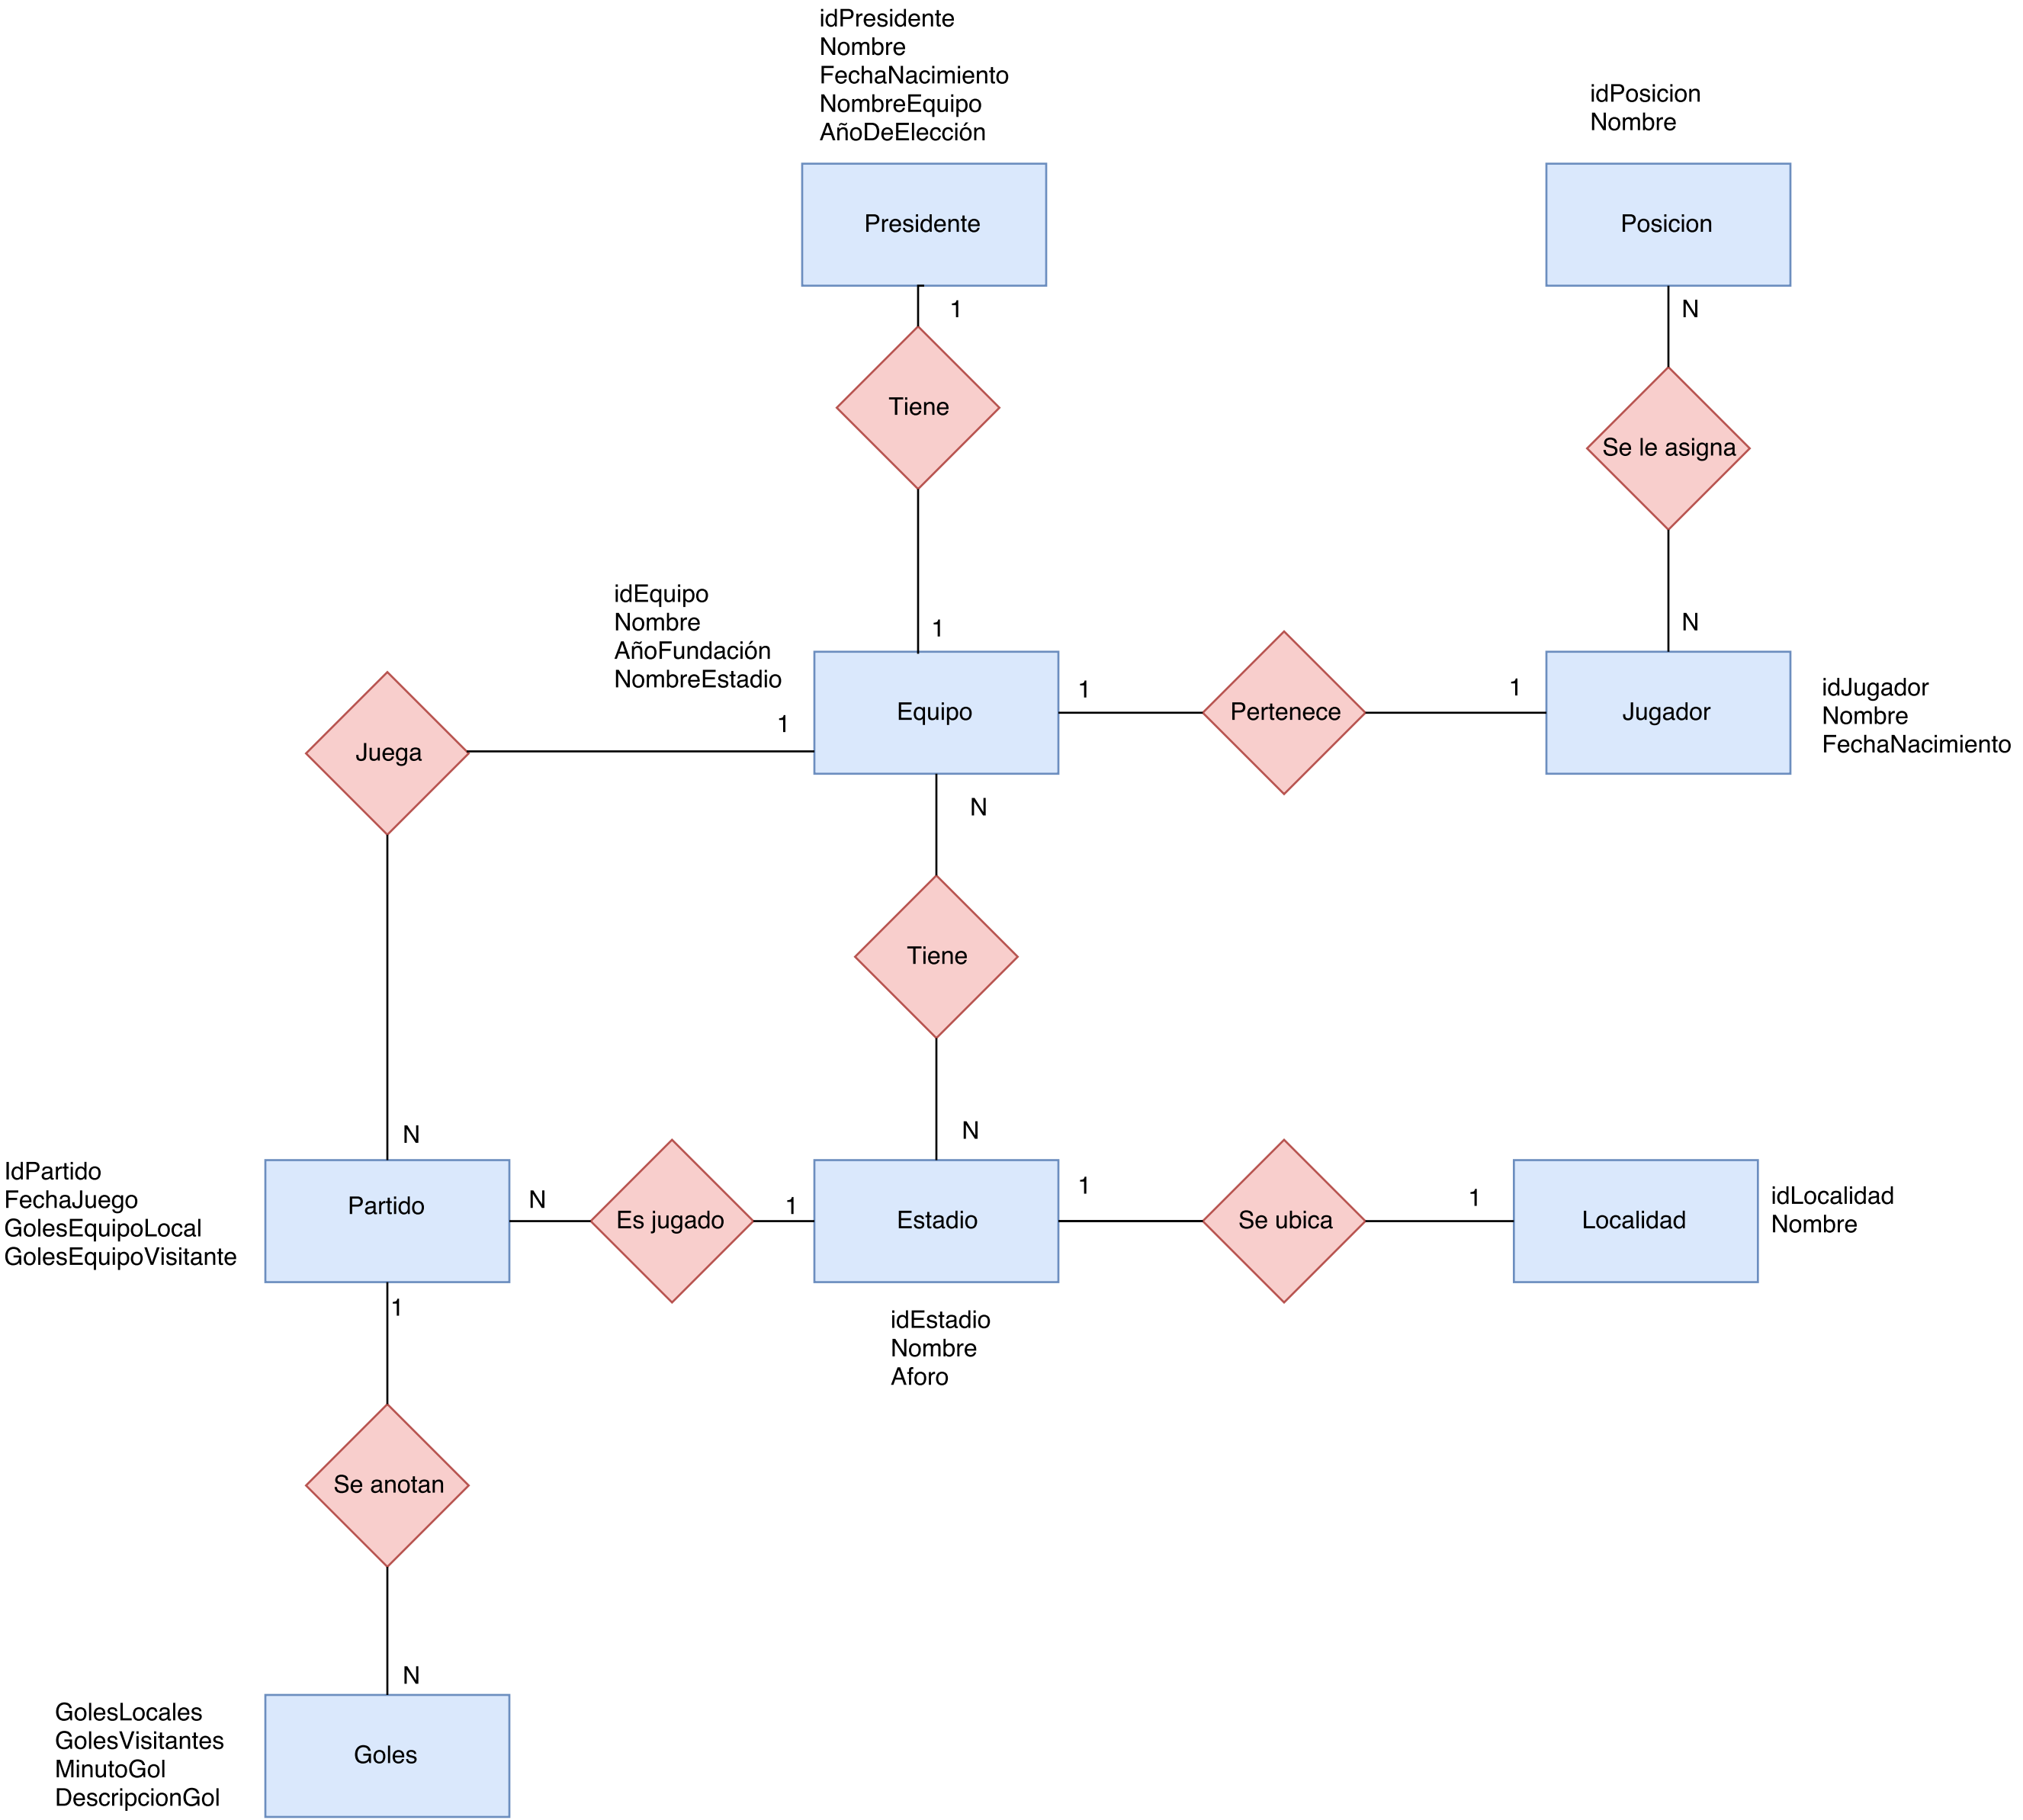 idPresidente
Nombre
FechaNacimiento
NombreEquipo
AñoDeElección
idPosicion
Nombre
Presidente
Posicion
1
N
Tiene
Se le asigna
idEquipo
Nombre
AñoFundación
NombreEstadio
1
N
1
Equipo
1
Pertenece
1
Jugador
idJugador
Nombre
FechaNacimiento
Juega
N
Tiene
N
N
IdPartido
FechaJuego
GolesEquipoLocal
GolesEquipoVisitante
Partido
N
Es jugado
1
Estadio
1
Se ubica
1
Localidad
idLocalidad
Nombre
1
idEstadio
Nombre
Aforo
Se anotan
N
GolesLocales
GolesVisitantes
MinutoGol
DescripcionGol
Goles